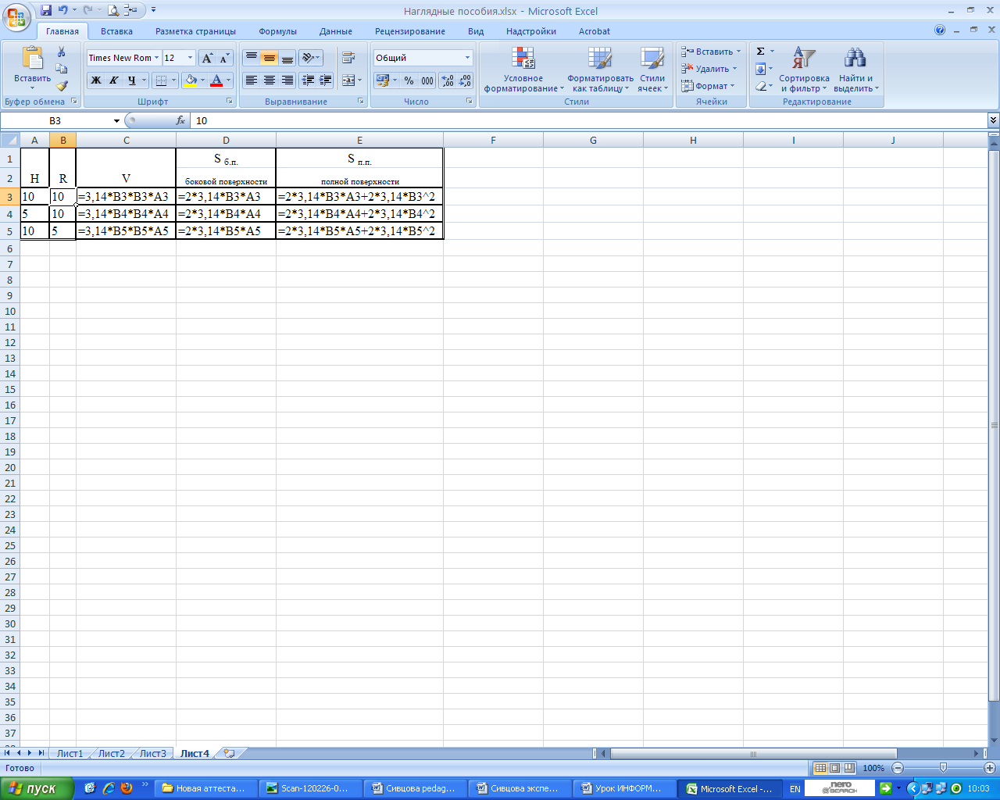 Наглядные пособия.xlsx - Microsoft Excel
Главная Вставка Разметка страницы Формулы Данные Рецензирование Вид Надстройки Acrobat
Вставить
Буфер обмена
Times New Rom 12
Ж К Ч
Шрифт
Выравнивание
Общий
% 000
Число
Условное форматирование
Форматировать как таблицу
Стили ячеек
Стили
Вставить
Удалить
Формат
Ячейки
Сортировка и фильтр
Найти и выделить
Редактирование
B3 fx 10
A B C D E F G H I J
1 S б.п. S п.п.
2 H R V боковой поверхности полной поверхности
3 10 10 =3,14*B3*B3*A3 =2*3,14*B3*A3 =2*3,14*B3*A3+2*3,14*B3^2
4 5 10 =3,14*B4*B4*A4 =2*3,14*B4*A4 =2*3,14*B4*A4+2*3,14*B4^2
5 10 5 =3,14*B5*B5*A5 =2*3,14*B5*A5 =2*3,14*B5*A5+2*3,14*B5^2
6
7
8
9
10
11
12
13
14
15
16
17
18
19
20
21
22
23
24
25
26
27
28
29
30
31
32
33
34
35
36
37
Лист1 Лист2 Лист3 Лист4
Готово 100%
пуск Новая аттеста... Scan-120226-0... Сивцова pedag... Сивцова экспе... Урок ИНФОРМ... Microsoft Excel -... EN nero @SEARCH 10:03